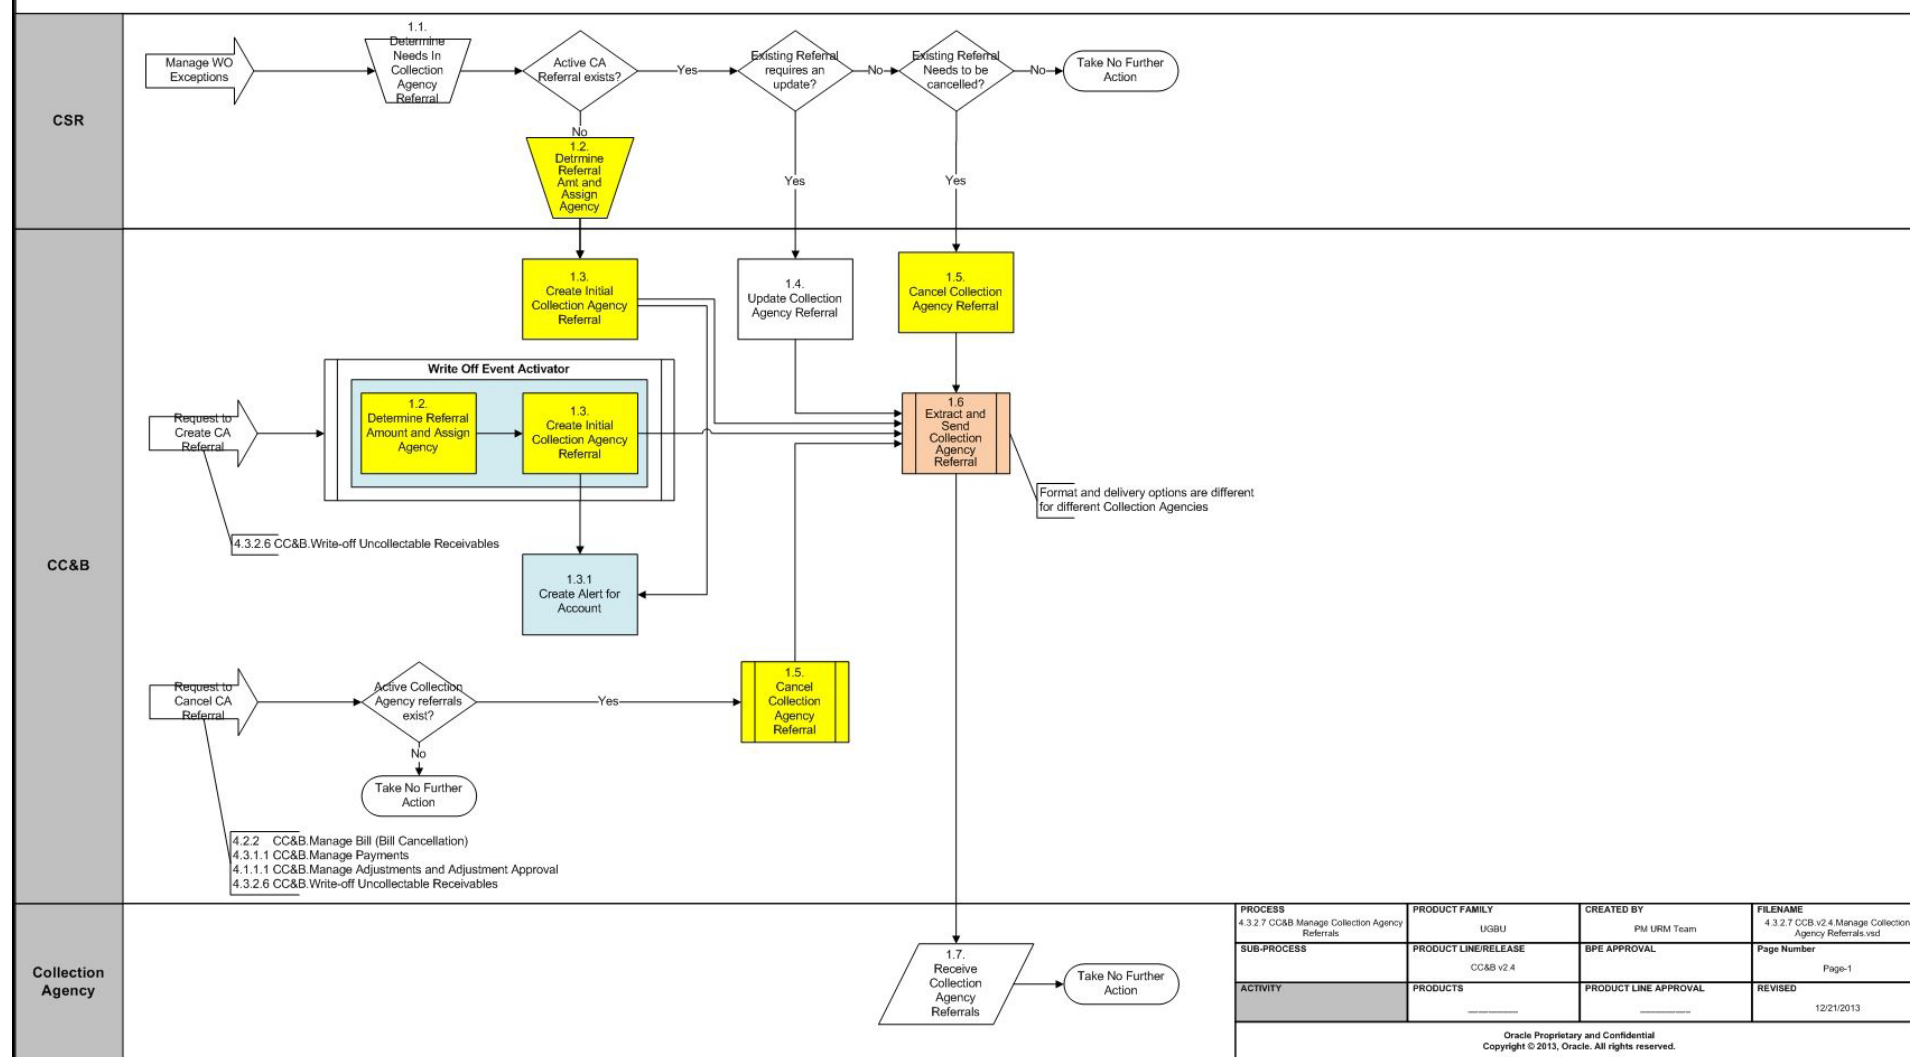 CSR
Manage WO
Exceptions
1.1.
Determine
Needs In
Collection
Agency
Referral
Active CA
Referral exists?
Yes
Existing Referral
requires an
update?
No
Existing Referral
Needs to be
cancelled?
No
Take No Further
Action
No
1.2.
Detrmine
Referral
Amt and
Assign
Agency
Yes
Yes
CC&B
1.3.
Create Initial
Collection Agency
Referral
1.4.
Update Collection
Agency Referral
1.5.
Cancel Collection
Agency Referral
Write Off Event Activator
Request to
Create CA
Referral
1.2.
Determine Referral
Amount and Assign
Agency
1.3.
Create Initial
Collection Agency
Referral
1.6
Extract and
Send
Collection
Agency
Referral
Format and delivery options are different
for different Collection Agencies
4.3.2.6 CC&B.Write-off Uncollectable Receivables
1.3.1
Create Alert for
Account
Request to
Cancel CA
Referral
Active Collection
Agency referrals
exist?
Yes
1.5.
Cancel
Collection
Agency
Referral
No
Take No Further
Action
4.2.2 CC&B.Manage Bill (Bill Cancellation)
4.3.1.1 CC&B.Manage Payments
4.1.1.1 CC&B.Manage Adjustments and Adjustment Approval
4.3.2.6 CC&B.Write-off Uncollectable Receivables
Collection
Agency
1.7.
Receive
Collection
Agency
Referrals
Take No Further
Action
PROCESS
4.3.2.7 CC&B.Manage Collection Agency
Referrals
PRODUCT FAMILY
UGBU
CREATED BY
PM URM Team
FILENAME
4.3.2.7 CCB.v2.4.Manage Collection
Agency Referrals.vsd
SUB-PROCESS
PRODUCT LINE/RELEASE
CC&B v2.4
BPE APPROVAL
Page Number
Page-1
ACTIVITY
PRODUCTS
PRODUCT LINE APPROVAL
REVISED
12/21/2013
Oracle Proprietary and Confidential
Copyright © 2013, Oracle. All rights reserved.